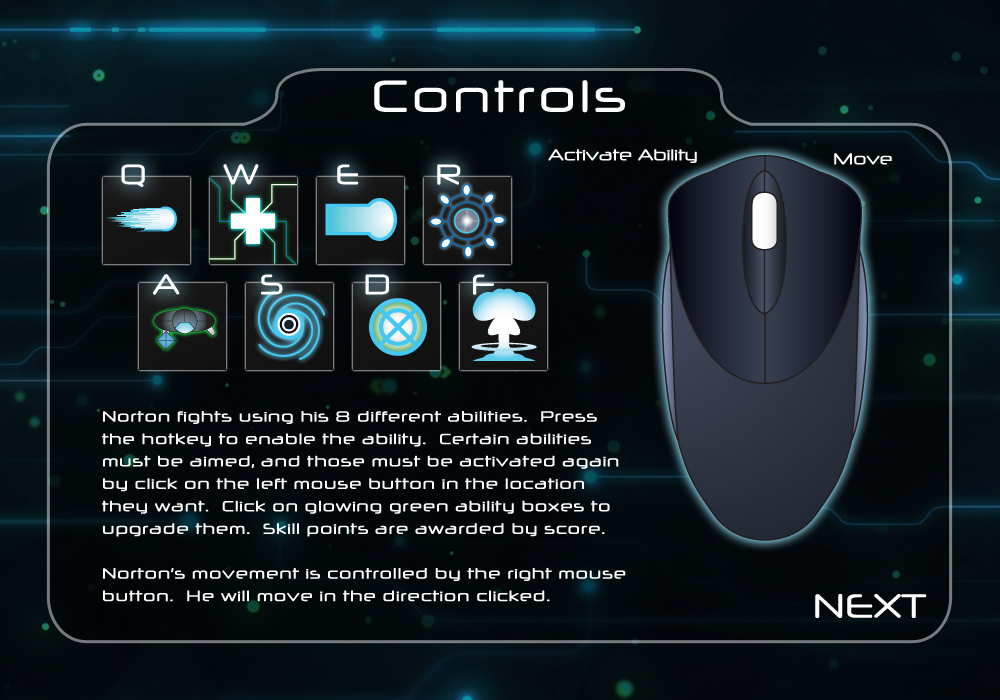 Controls
Activate Ability
Move
Q W E R
A S D F
Norton fights using his 8 different abilities.  Press
the hotkey to enable the ability.  Certain abilities
must be aimed, and those must be activated again
by click on the left mouse button in the location
they want.  Click on glowing green ability boxes to
upgrade them.  Skill points are awarded by score.
Norton's movement is controlled by the right mouse
button.  He will move in the direction clicked.
NEXT